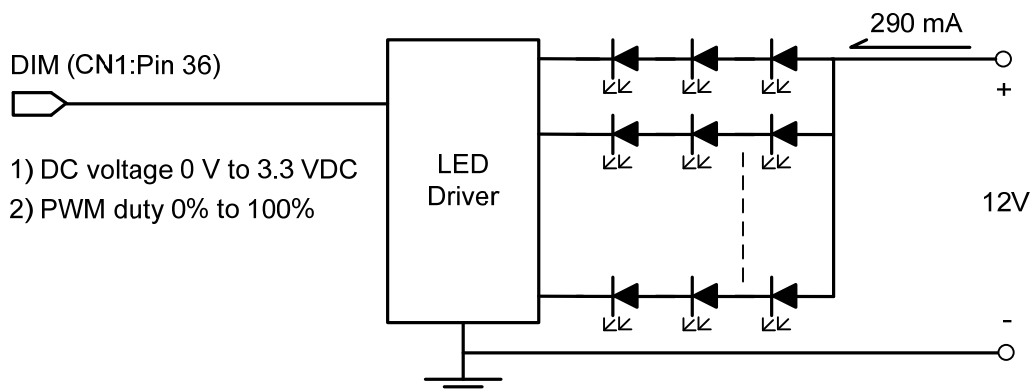 290 mA
DIM (CN1:Pin 36)
+
1) DC voltage 0 V to 3.3 VDC
2) PWM duty 0% to 100%
LED
Driver
12V
-